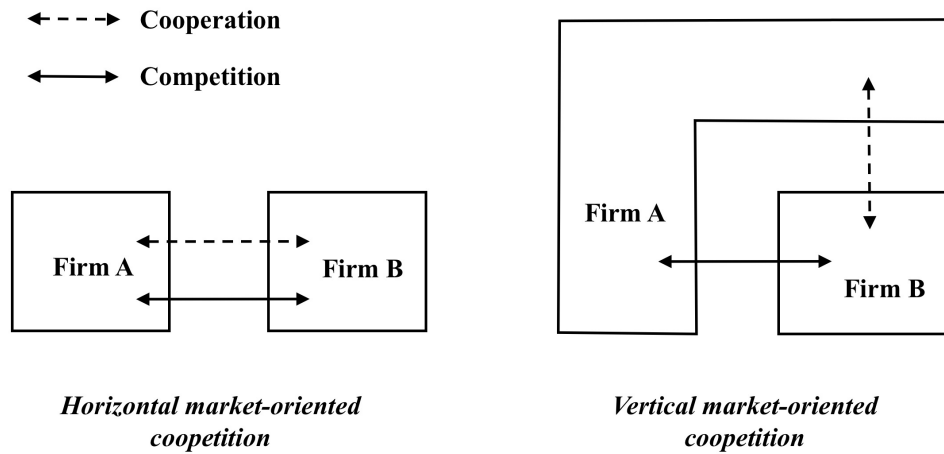 Cooperation
Competition
Firm A
Firm B
Horizontal market-oriented
coopetition
Firm A
Firm B
Vertical market-oriented
coopetition